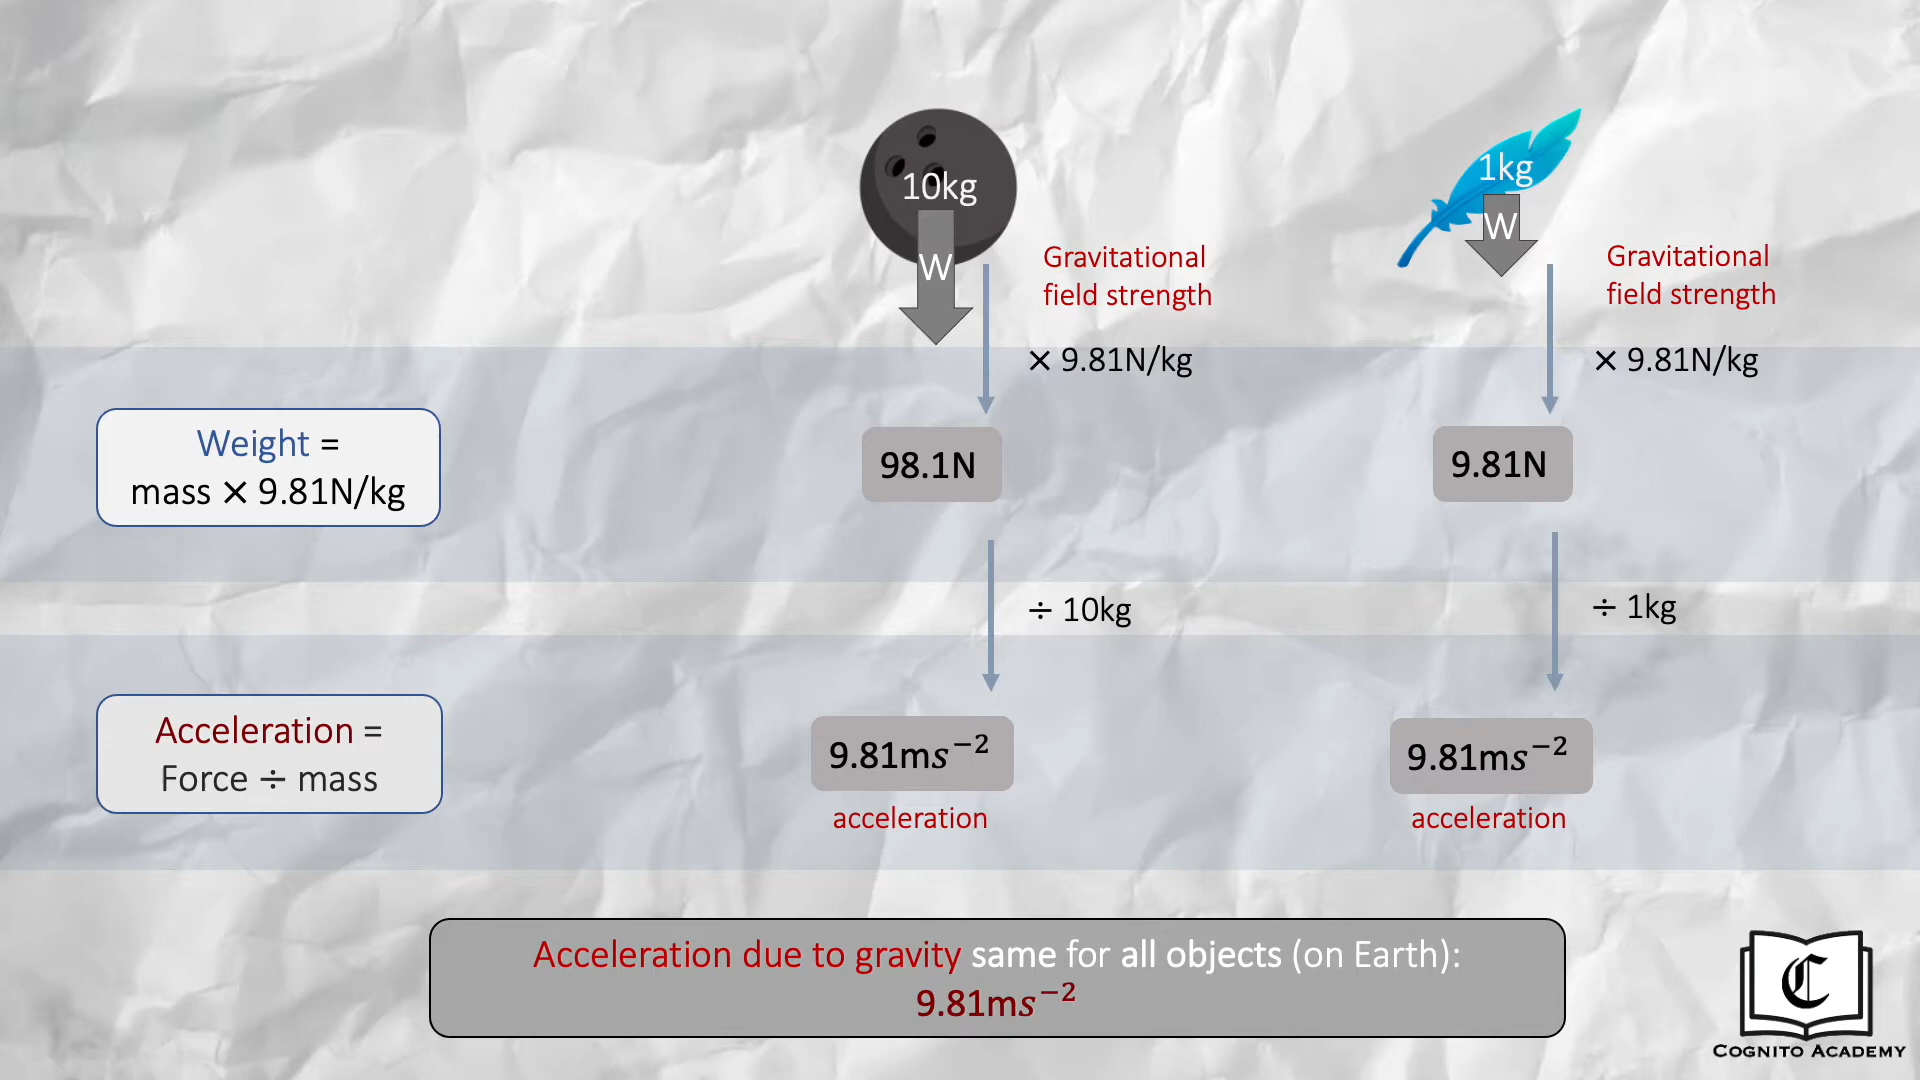 10kg
W
1kg
W
Gravitational
field strength
Gravitational
field strength
× 9.81N/kg
× 9.81N/kg
Weight =
mass × 9.81N/kg
98.1N
9.81N
÷ 10kg
÷ 1kg
Acceleration =
Force ÷ mass
9.81ms⁻²
acceleration
9.81ms⁻²
acceleration
Acceleration due to gravity same for all objects (on Earth):
9.81ms⁻²
C
COGNITO ACADEMY